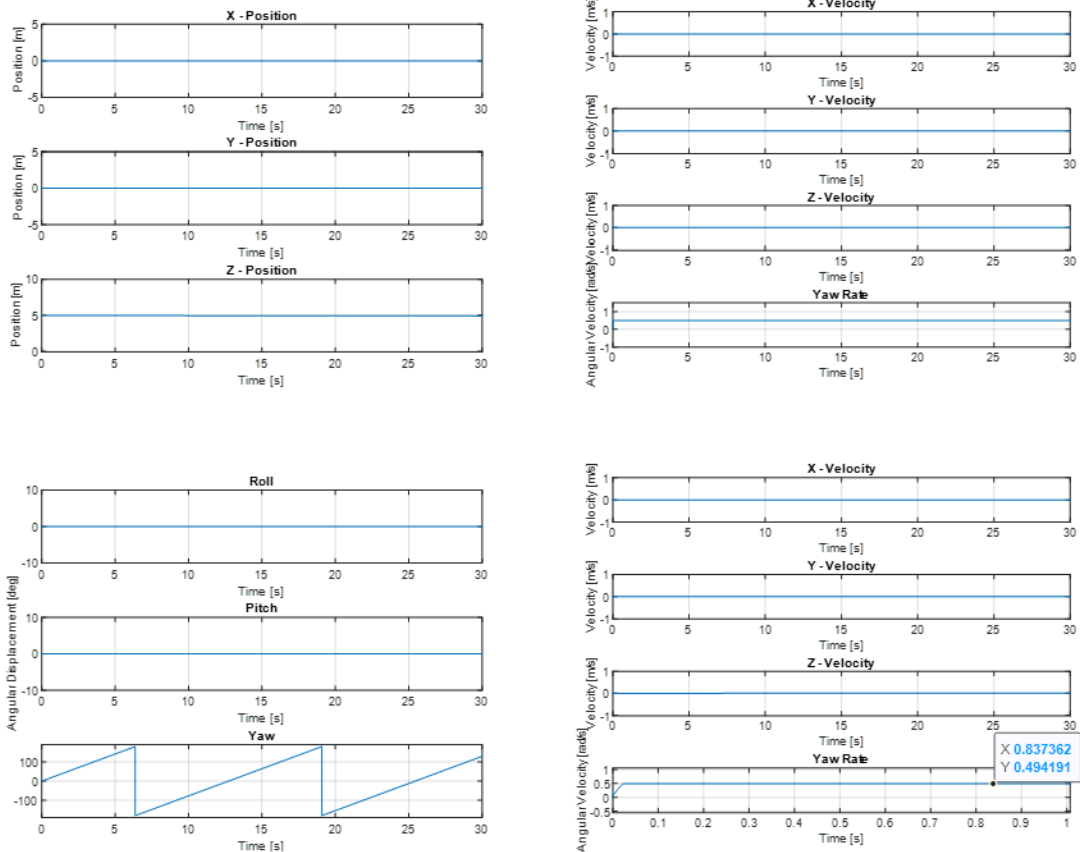 X - Position
Position [m]
5
0
-5
0 5 10 15 20 25 30
Time [s]
Y - Position
Position [m]
5
0
-5
0 5 10 15 20 25 30
Time [s]
Z - Position
Position [m]
10
5
0
0 5 10 15 20 25 30
Time [s]
X - Velocity
Velocity [m/s]
1
0
-1
0 5 10 15 20 25 30
Time [s]
Y - Velocity
Velocity [m/s]
1
0
-1
0 5 10 15 20 25 30
Time [s]
Z - Velocity
Velocity [m/s]
1
0
-1
0 5 10 15 20 25 30
Time [s]
Yaw Rate
Angular Velocity [rad/s]
1
0
-1
0 5 10 15 20 25 30
Time [s]
Roll
10
0
-10
0 5 10 15 20 25 30
Time [s]
Pitch
Angular Displacement [deg]
10
0
-10
0 5 10 15 20 25 30
Time [s]
Yaw
100
0
-100
0 5 10 15 20 25 30
Time [s]
X - Velocity
Velocity [m/s]
1
0
-1
0 5 10 15 20 25 30
Time [s]
Y - Velocity
Velocity [m/s]
1
0
-1
0 5 10 15 20 25 30
Time [s]
Z - Velocity
Velocity [m/s]
1
0
-1
0 5 10 15 20 25 30
Time [s]
Yaw Rate
Angular Velocity [rad/s]
1
0.5
0
-0.5
X 0.837362
Y 0.494191
0 0.1 0.2 0.3 0.4 0.5 0.6 0.7 0.8 0.9 1
Time [s]